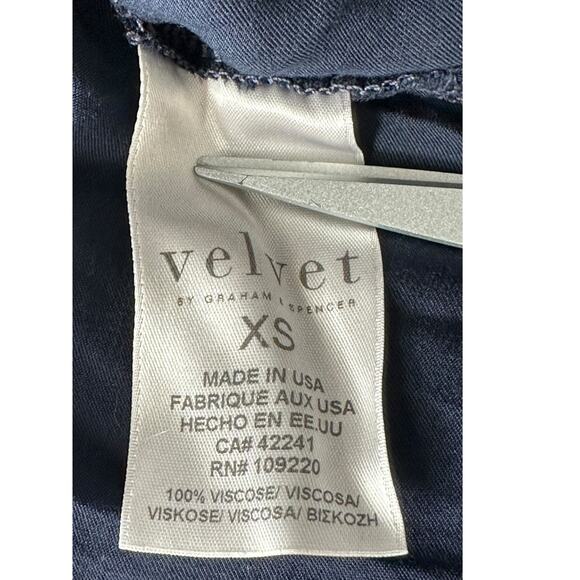 velvet
BY GRAHAM & SPENCER
XS
MADE IN USA
FABRIQUE AUX USA
HECHO EN EE.UU
CA# 42241
RN# 109220
100% VISCOSE/ VISCOSA/
VISKOSE/ VISCOSA/ ΒΙΣΚΟΖΗ